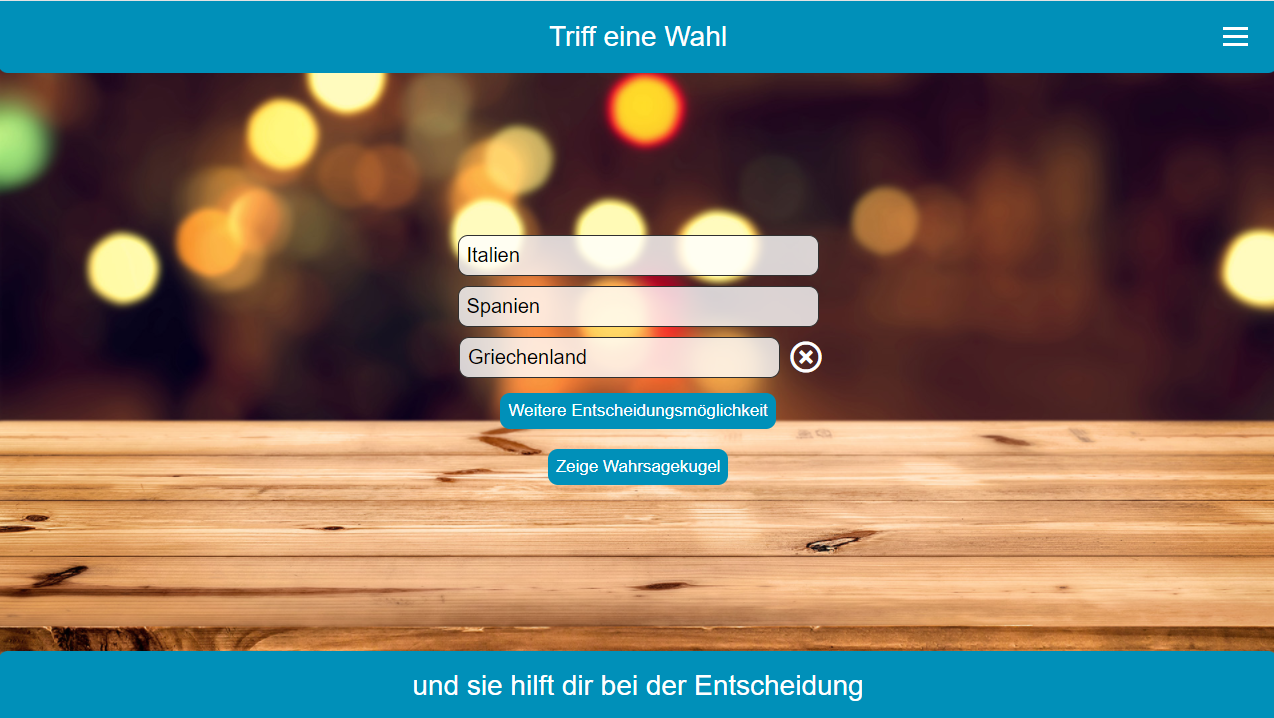 Triff eine Wahl
Italien
Spanien
Griechenland
Weitere Entscheidungsmöglichkeit
Zeige Wahrsagekugel
und sie hilft dir bei der Entscheidung